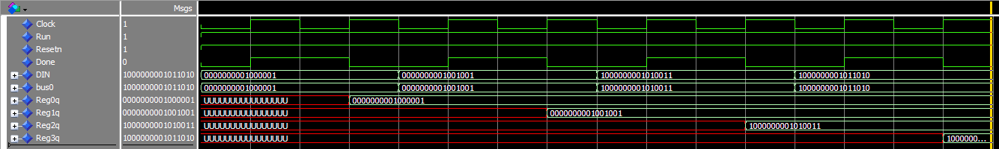 Msgs
Clock 1
Run 1
Resetn 1
Done 0
DIN 1000000001011010 0000000001000001 0000000001001001 1000000001010011 1000000001011010
bus0 1000000001011010 0000000001000001 0000000001001001 1000000001010011 1000000001011010
Reg0q 0000000001000001 UUUUUUUUUUUUUUUU 0000000001000001
Reg1q 0000000001001001 UUUUUUUUUUUUUUUU 0000000001001001
Reg2q 1000000001010011 UUUUUUUUUUUUUUUU 1000000001010011
Reg3q 1000000001011010 UUUUUUUUUUUUUUUU 1000000...